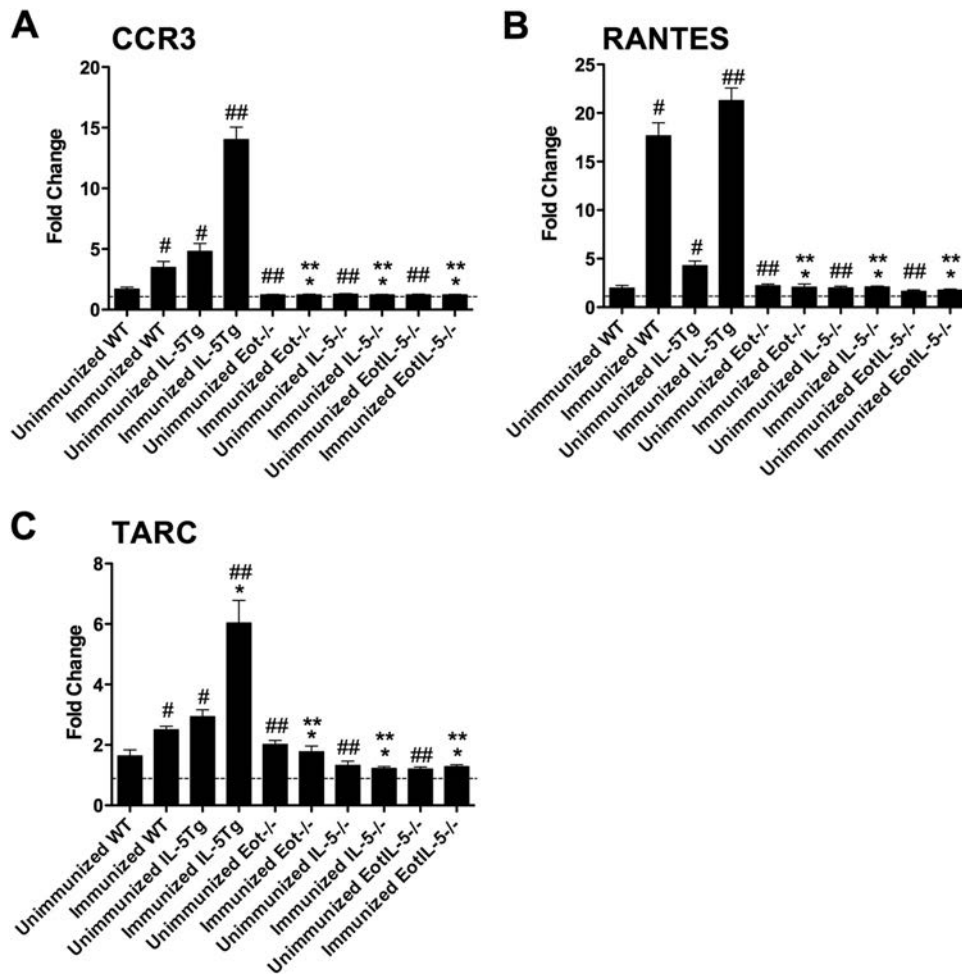 A
CCR3
20
15
10
5
0
Fold Change
#
#
##
##
**
*
##
**
*
##
**
*
Unimmunized WT
Immunized WT
Unimmunized IL-5Tg
Immunized IL-5Tg
Unimmunized Eot-/-
Immunized Eot-/-
Unimmunized IL-5-/-
Immunized IL-5-/-
Unimmunized EotIL-5-/-
Immunized EotIL-5-/-
B
RANTES
25
20
15
10
5
0
Fold Change
#
#
##
##
**
*
##
**
*
##
**
*
Unimmunized WT
Immunized WT
Unimmunized IL-5Tg
Immunized IL-5Tg
Unimmunized Eot-/-
Immunized Eot-/-
Unimmunized IL-5-/-
Immunized IL-5-/-
Unimmunized EotIL-5-/-
Immunized EotIL-5-/-
C
TARC
8
6
4
2
0
Fold Change
#
#
##
*
##
**
*
##
**
*
##
**
*
Unimmunized WT
Immunized WT
Unimmunized IL-5Tg
Immunized IL-5Tg
Unimmunized Eot-/-
Immunized Eot-/-
Unimmunized IL-5-/-
Immunized IL-5-/-
Unimmunized EotIL-5-/-
Immunized EotIL-5-/-